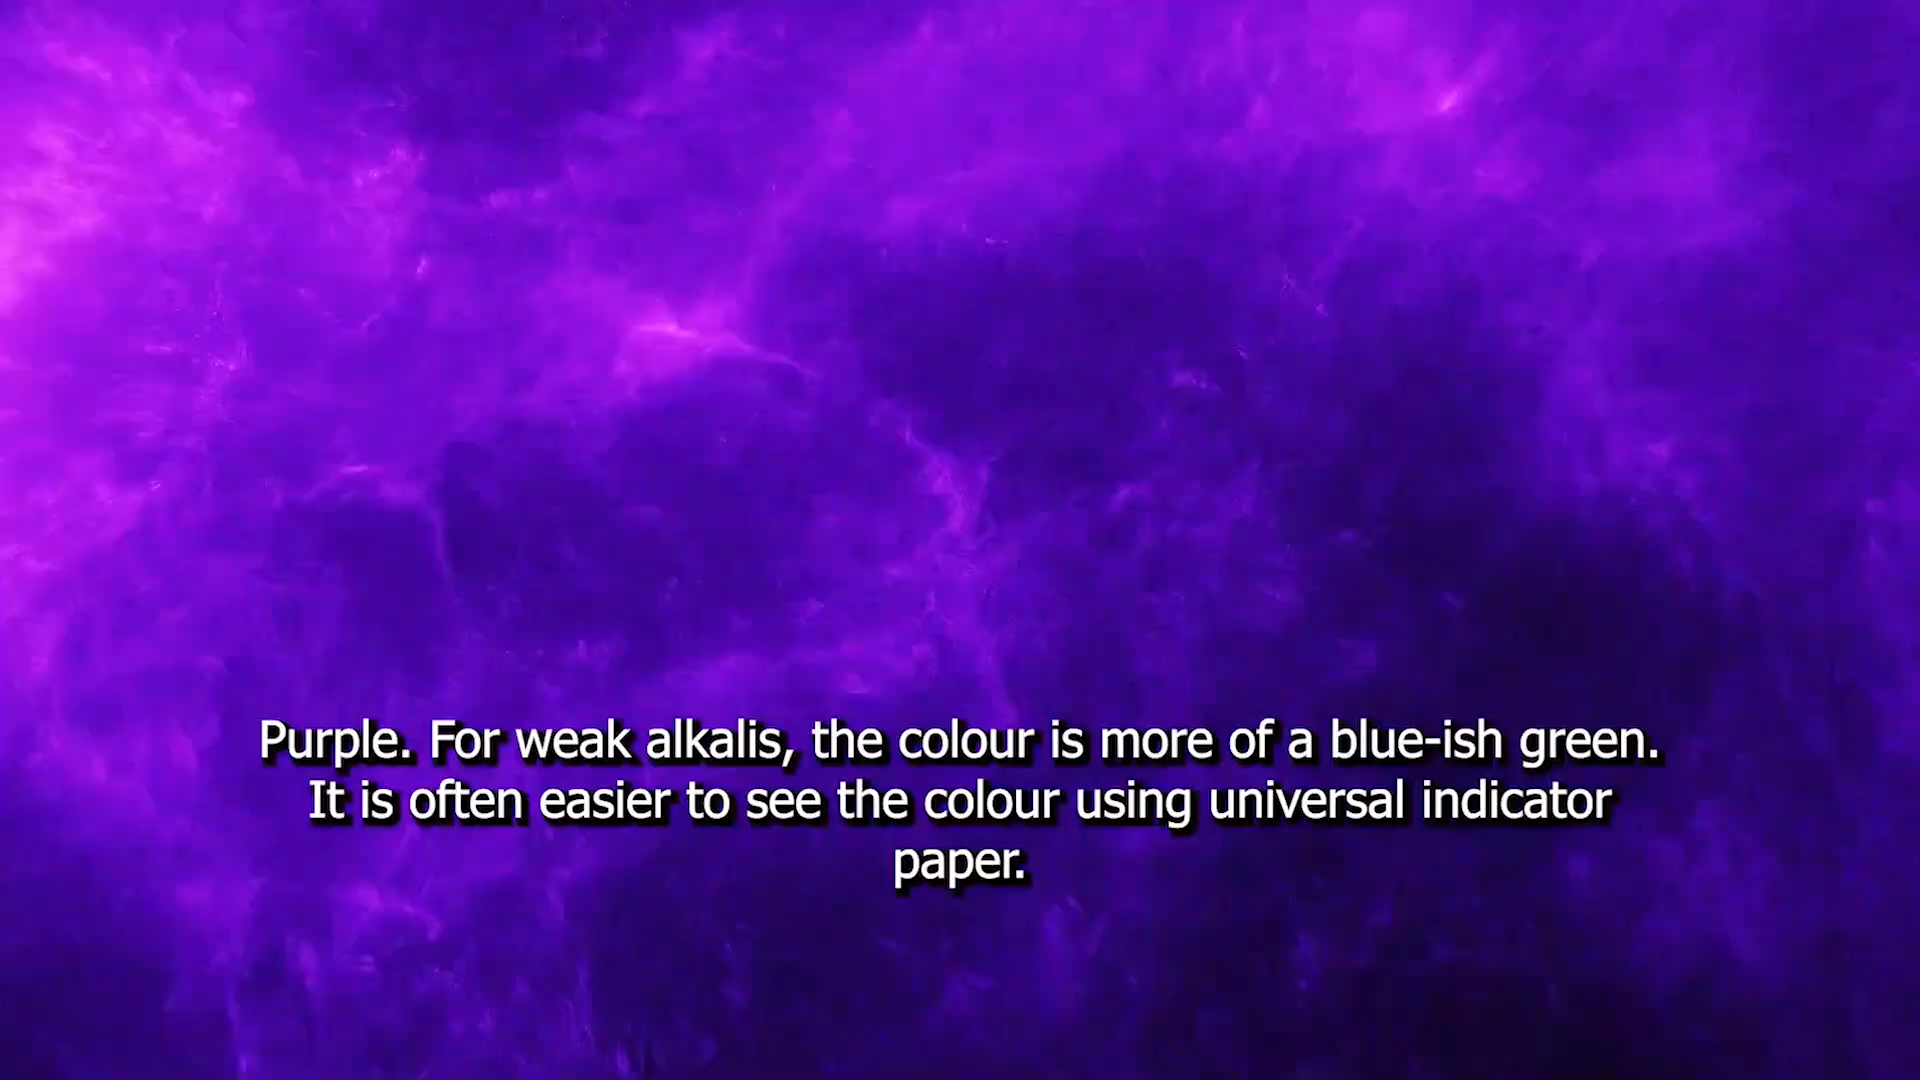 Purple. For weak alkalis, the colour is more of a blue-ish green.
It is often easier to see the colour using universal indicator
paper.